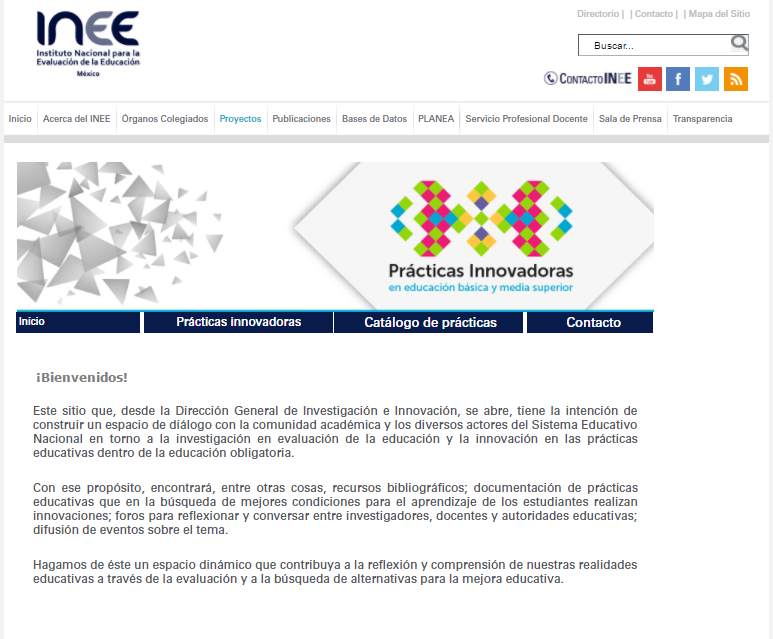 INEE
Instituto Nacional para la
Evaluación de la Educación
México
Directorio | | Contacto | | Mapa del Sitio
Buscar...
CONTACTOINEE You Tube f
Inicio Acerca del INEE Órganos Colegiados Proyectos Publicaciones Bases de Datos PLANEA Servicio Profesional Docente Sala de Prensa Transparencia
Prácticas Innovadoras
en educación básica y media superior
Inicio Prácticas innovadoras Catálogo de prácticas Contacto
¡Bienvenidos!
Este sitio que, desde la Dirección General de Investigación e Innovación, se abre, tiene la intención de
construir un espacio de diálogo con la comunidad académica y los diversos actores del Sistema Educativo
Nacional en torno a la investigación en evaluación de la educación y la innovación en las prácticas
educativas dentro de la educación obligatoria.
Con ese propósito, encontrará, entre otras cosas, recursos bibliográficos; documentación de prácticas
educativas que en la búsqueda de mejores condiciones para el aprendizaje de los estudiantes realizan
innovaciones; foros para reflexionar y conversar entre investigadores, docentes y autoridades educativas;
difusión de eventos sobre el tema.
Hagamos de éste un espacio dinámico que contribuya a la reflexión y comprensión de nuestras realidades
educativas a través de la evaluación y a la búsqueda de alternativas para la mejora educativa.